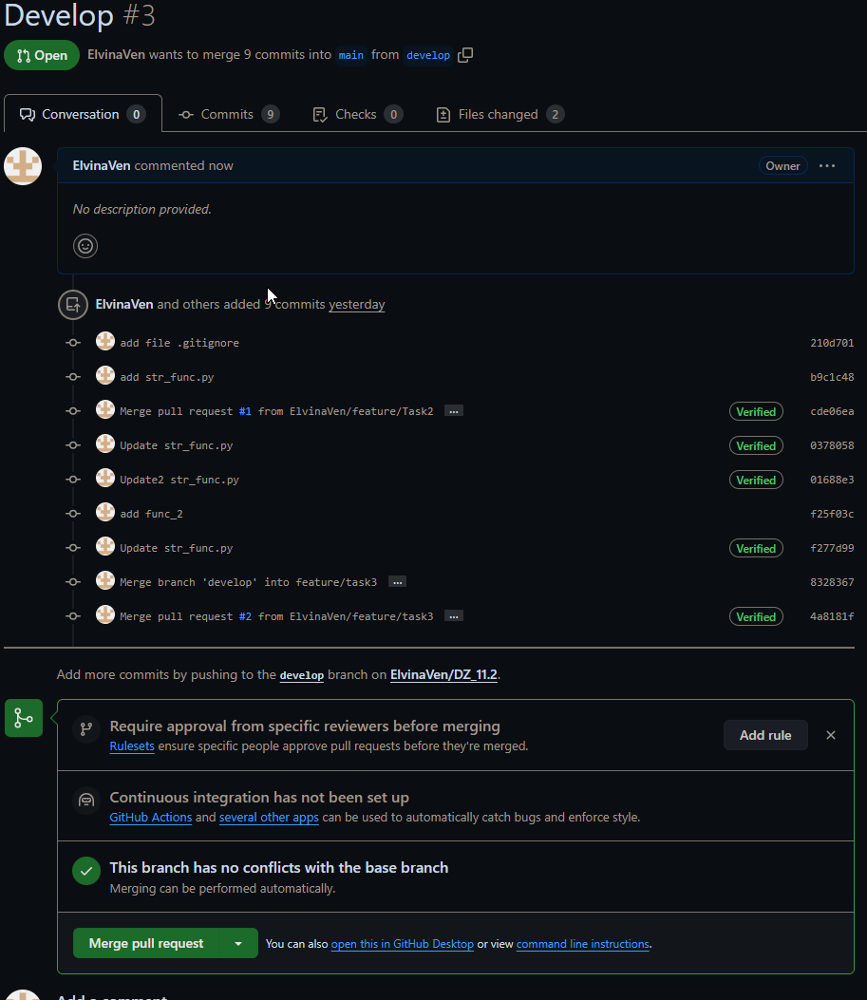 Develop #3
Open ElvinaVen wants to merge 9 commits into main from develop
Conversation 0 Commits 9 Checks 0 Files changed 2
ElvinaVen commented now Owner ...
No description provided.
ElvinaVen and others added 9 commits yesterday
add file .gitignore 210d701
add str_func.py b9c1c48
Merge pull request #1 from ElvinaVen/feature/Task2 … Verified cde06ea
Update str_func.py Verified 0378058
Update2 str_func.py Verified 01688e3
add func_2 f25f03c
Update str_func.py Verified f277d99
Merge branch 'develop' into feature/task3 … 8328367
Merge pull request #2 from ElvinaVen/feature/task3 … Verified 4a8181f
Add more commits by pushing to the develop branch on ElvinaVen/DZ_11.2.
Require approval from specific reviewers before merging
Rulesets ensure specific people approve pull requests before they're merged.
Add rule
Continuous integration has not been set up
GitHub Actions and several other apps can be used to automatically catch bugs and enforce style.
This branch has no conflicts with the base branch
Merging can be performed automatically.
Merge pull request You can also open this in GitHub Desktop or view command line instructions.
Add a comment